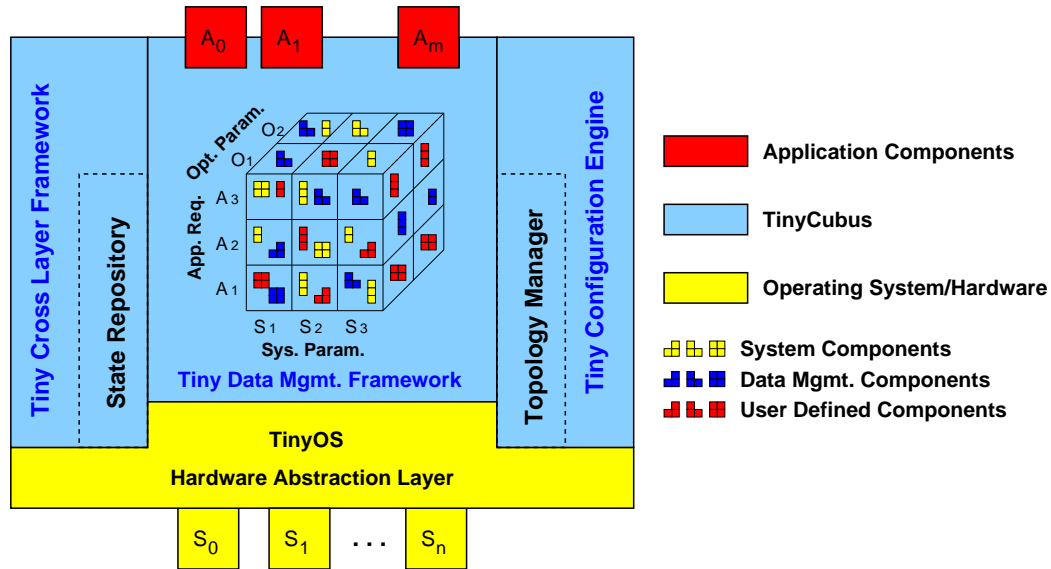 A0 A1 Am
Tiny Cross Layer Framework
State Repository
Opt. Param.
O2
O1
App. Req.
A3
A2
A1
S1 S2 S3
Sys. Param.
Tiny Data Mgmt. Framework
Topology Manager
Tiny Configuration Engine
TinyOS
Hardware Abstraction Layer
S0 S1 ... Sn
Application Components
TinyCubus
Operating System/Hardware
System Components
Data Mgmt. Components
User Defined Components